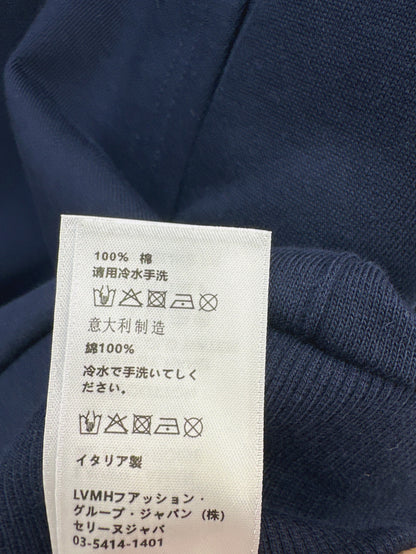 100% 棉
请用冷水手洗
意大利制造
綿100%
冷水で手洗いてしく
ださい。
イタリア製
LVMHフアッション・
グループ・ジャパン (株)
セリーヌジャパ
03-5414-1401